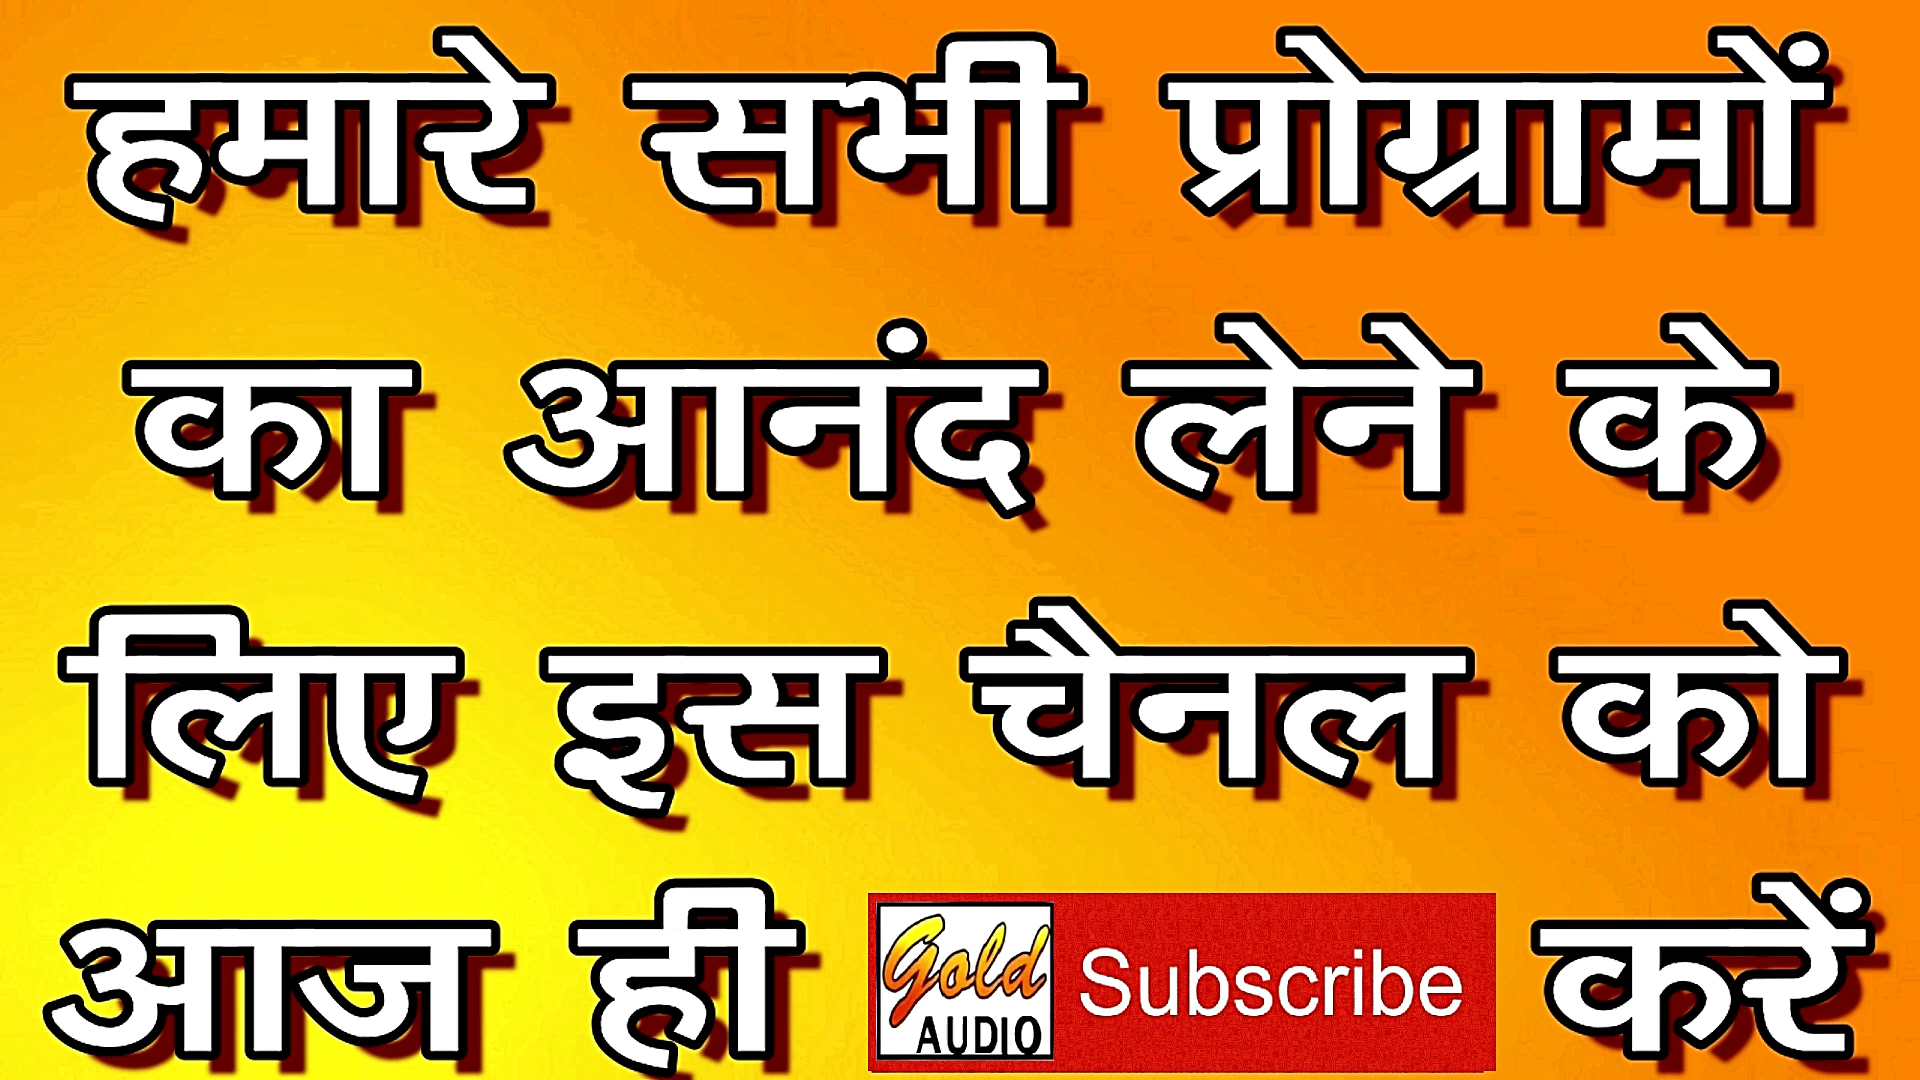 हमारे सभी प्रोग्रामों
का आनंद लेने के
लिए इस चैनल को
आज ही Gold AUDIO Subscribe करें